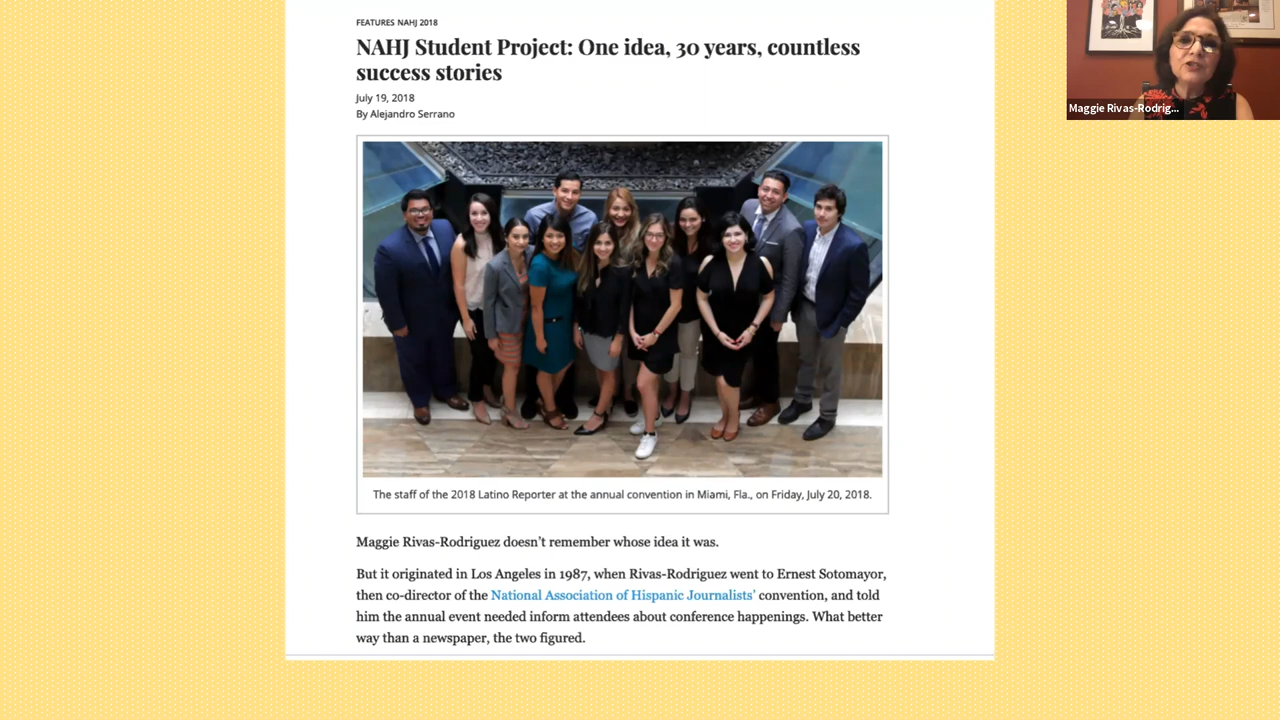 FEATURES NAHJ 2018
NAHJ Student Project: One idea, 30 years, countless
success stories
July 19, 2018
By Alejandro Serrano
Maggie Rivas-Rodrig...
The staff of the 2018 Latino Reporter at the annual convention in Miami, Fla., on Friday, July 20, 2018.
Maggie Rivas-Rodriguez doesn't remember whose idea it was.
But it originated in Los Angeles in 1987, when Rivas-Rodriguez went to Ernest Sotomayor,
then co-director of the National Association of Hispanic Journalists' convention, and told
him the annual event needed inform attendees about conference happenings. What better
way than a newspaper, the two figured.